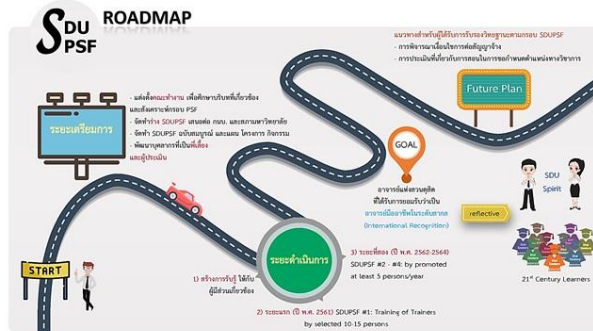 SDU PSF ROADMAP
แนวทางสำหรับผู้ได้รับการรับรองวิทยฐานะตามกรอบ SDUPSF
- การพิจารณาเงื่อนไขการต่อสัญญาจ้าง
- การประเมินที่เกี่ยวกับการสอนในการขอกำหนดตำแหน่งทางวิชาการ
Future Plan
ระยะเตรียมการ
- แต่งตั้งคณะทำงาน เพื่อศึกษาบริบทที่เกี่ยวข้อง
และสังเคราะห์กรอบ PSF
- จัดทำร่าง SDUPSF เสนอต่อ กบม. และสภามหาวิทยาลัย
- จัดทำ SDUPSF ฉบับสมบูรณ์ และแผน โครงการ กิจกรรม
- พัฒนาบุคลากรที่เป็นพี่เลี้ยง
และผู้ประเมิน
GOAL
อาจารย์แห่งสวนดุสิต
ที่ได้รับการยอมรับว่าเป็น
อาจารย์มืออาชีพในระดับสากล
(International Recognition)
SDU
Spirit
reflective
21st Century Learners
START
ระยะดำเนินการ
1) สร้างการรับรู้ ให้กับ
ผู้มีส่วนเกี่ยวข้อง
2) ระยะแรก (ปี พ.ศ. 2561) SDUPSF #1: Training of Trainers
by selected 10-15 persons
3) ระยะที่สอง (ปี พ.ศ. 2562-2564)
SDUPSF #2 - #4: by promoted
at least 5 persons/year